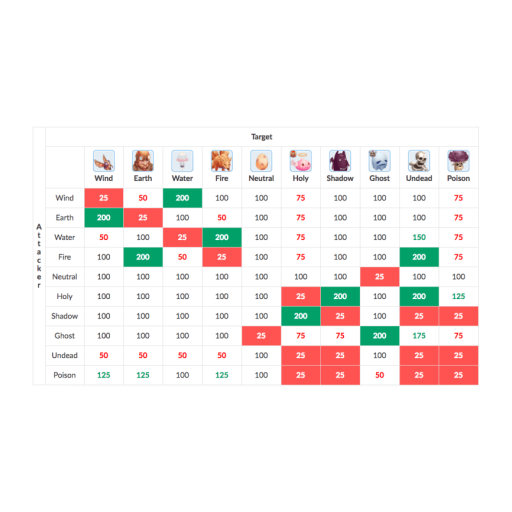 Target
Wind Earth Water Fire Neutral Holy Shadow Ghost Undead Poison
Attacker
Wind 25 50 200 100 100 75 100 100 100 75
Earth 200 25 100 50 100 75 100 100 100 75
Water 50 100 25 200 100 75 100 100 150 75
Fire 100 200 50 25 100 75 100 100 200 75
Neutral 100 100 100 100 100 100 100 25 100 100
Holy 100 100 100 100 100 25 200 100 200 125
Shadow 100 100 100 100 100 200 25 100 25 25
Ghost 100 100 100 100 25 75 75 200 175 75
Undead 50 50 50 50 100 25 25 100 25 25
Poison 125 125 100 125 100 25 25 50 25 25